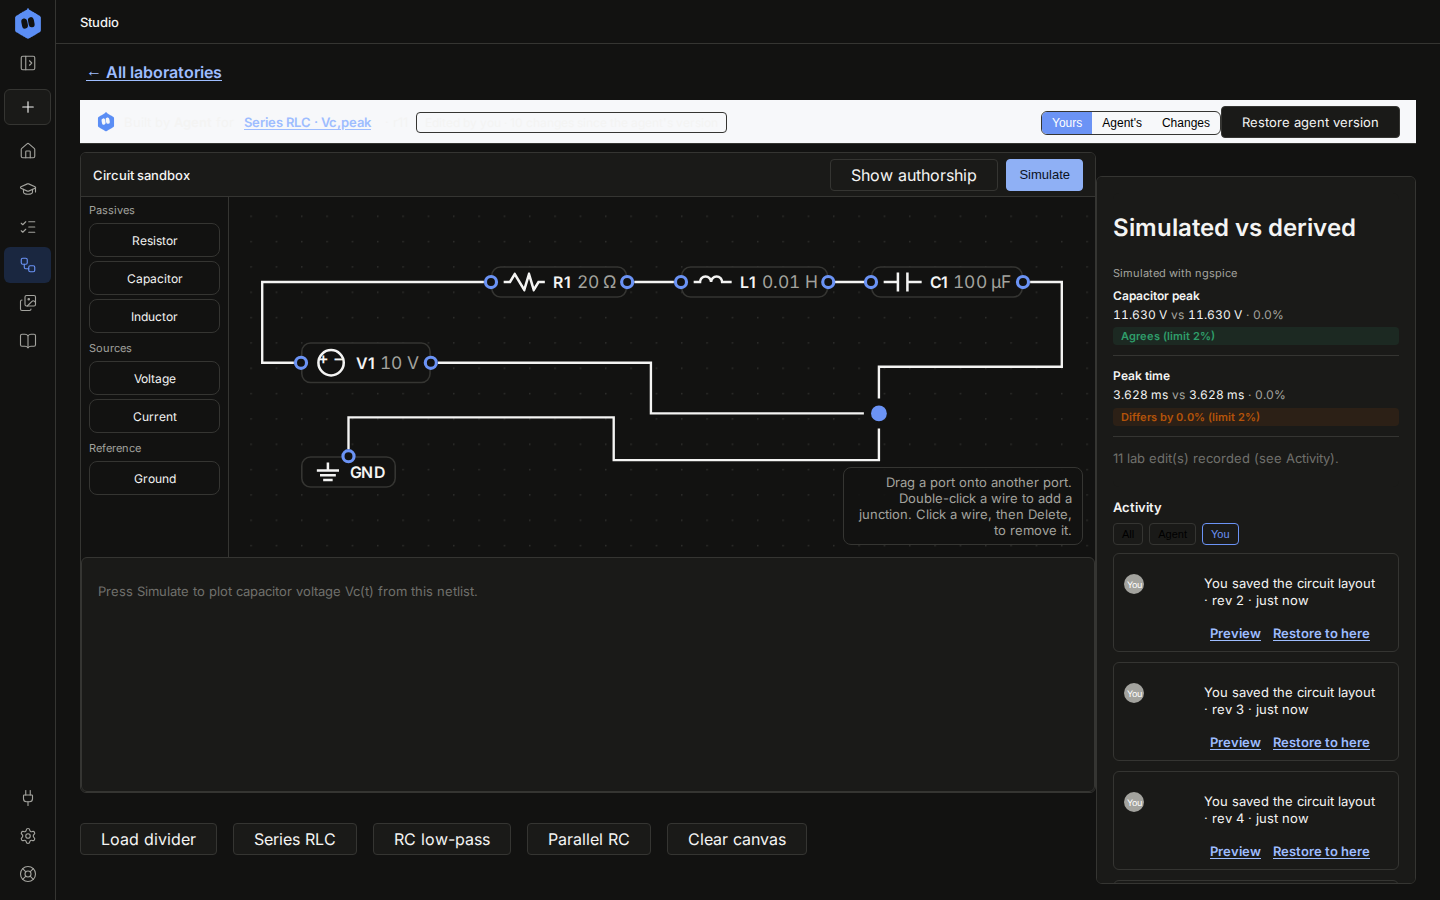 Studio
← All laboratories
Series RLC · Vc,peak
Yours
Agent's
Changes
Restore agent version
Circuit sandbox
Show authorship
Simulate
Passives
Resistor
Capacitor
Inductor
Sources
Voltage
Current
Reference
Ground
R1 20 Ω
L1 0.01 H
C1 100 µF
V1 10 V
GND
Drag a port onto another port.
Double-click a wire to add a
junction. Click a wire, then Delete,
to remove it.
Press Simulate to plot capacitor voltage Vc(t) from this netlist.
Load divider
Series RLC
RC low-pass
Parallel RC
Clear canvas
Simulated vs derived
Simulated with ngspice
Capacitor peak
11.630 V vs 11.630 V · 0.0%
Agrees (limit 2%)
Peak time
3.628 ms vs 3.628 ms · 0.0%
Differs by 0.0% (limit 2%)
11 lab edit(s) recorded (see Activity).
Activity
All
Agent
You
You
You saved the circuit layout
· rev 2 · just now
Preview
Restore to here
You
You saved the circuit layout
· rev 3 · just now
Preview
Restore to here
You
You saved the circuit layout
· rev 4 · just now
Preview
Restore to here